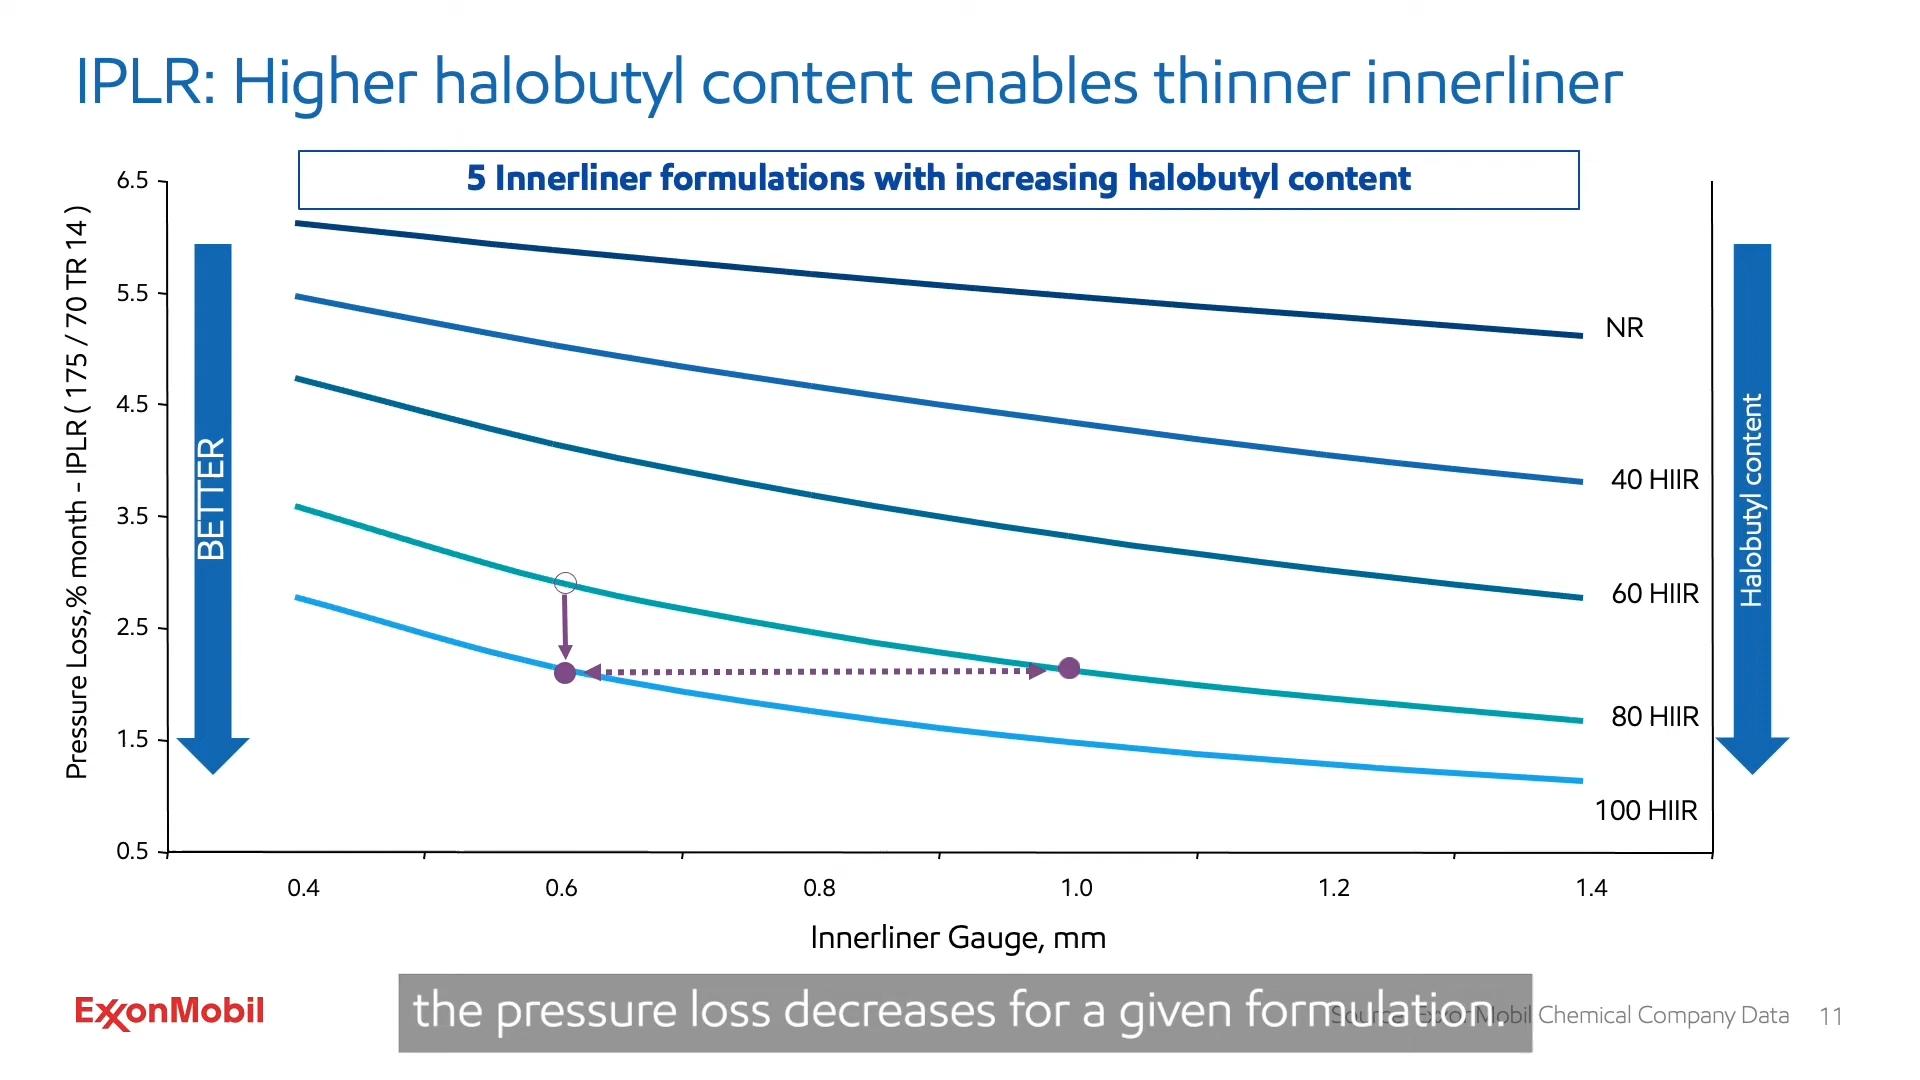 IPLR: Higher halobutyl content enables thinner innerliner
5 Innerliner formulations with increasing halobutyl content
Pressure Loss,% month - IPLR ( 175 / 70 TR 14 )
6.5
5.5
4.5
3.5
2.5
1.5
0.5
BETTER
NR
40 HIIR
60 HIIR
80 HIIR
100 HIIR
Halobutyl content
0.4 0.6 0.8 1.0 1.2 1.4
Innerliner Gauge, mm
ExxonMobil
the pressure loss decreases for a given formulation.
Source: ExxonMobil Chemical Company Data 11